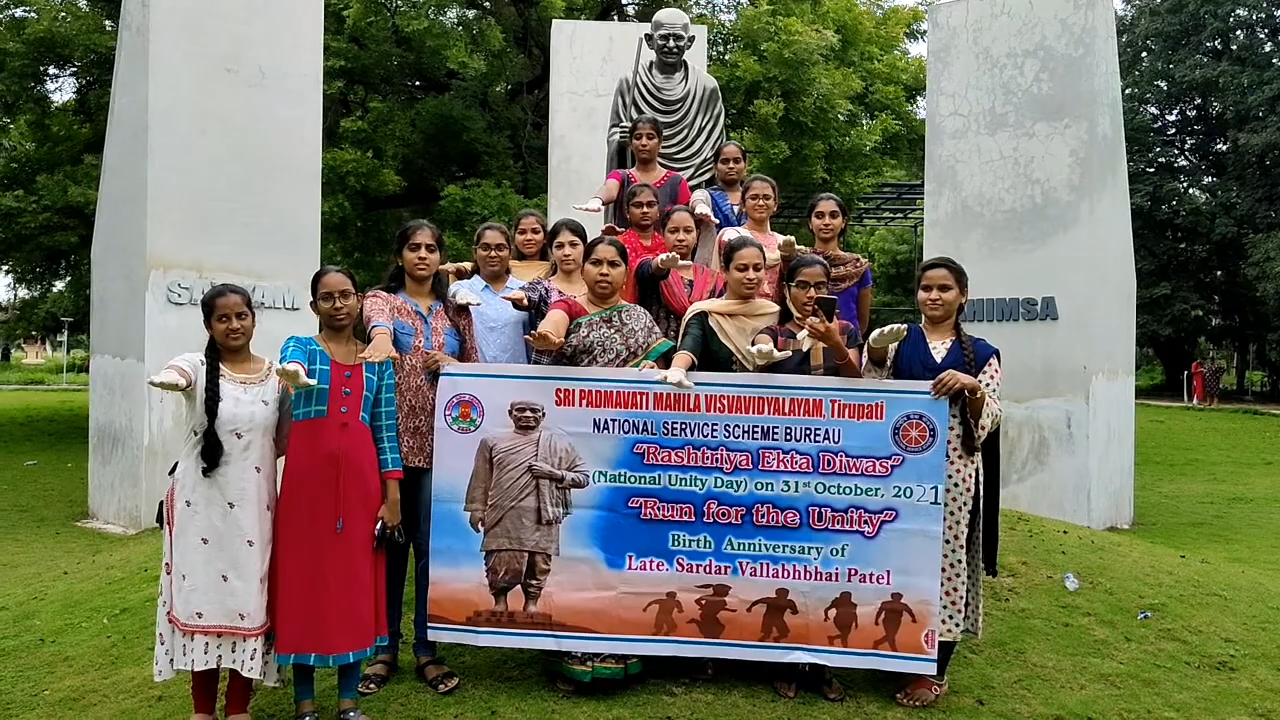 SATYAM
AHIMSA
SRI PADMAVATI MAHILA VISVAVIDYALAYAM, Tirupati
NATIONAL SERVICE SCHEME BUREAU
"Rashtriya Ekta Diwas"
(National Unity Day) on 31st October, 2021
"Run for the Unity"
Birth Anniversary of
Late. Sardar Vallabhbhai Patel